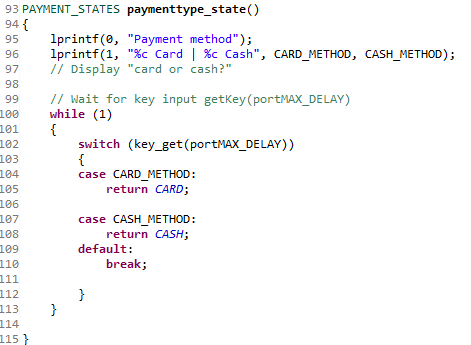 93 PAYMENT_STATES paymenttype_state()
94 {
95     lprintf(0, "Payment method");
96     lprintf(1, "%c Card | %c Cash", CARD_METHOD, CASH_METHOD);
97     // Display "card or cash?"
98
99     // Wait for key input getKey(portMAX_DELAY)
100     while (1)
101     {
102         switch (key_get(portMAX_DELAY))
103         {
104         case CARD_METHOD:
105             return CARD;
106
107         case CASH_METHOD:
108             return CASH;
109         default:
110             break;
111
112         }
113     }
114
115 }